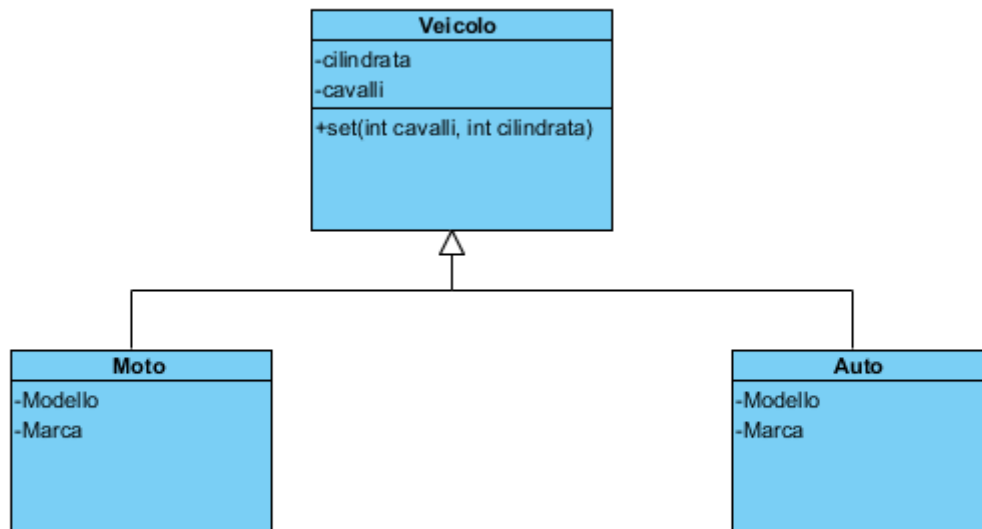 Veicolo
-cilindrata
-cavalli
+set(int cavalli, int cilindrata)
Moto
-Modello
-Marca
Auto
-Modello
-Marca